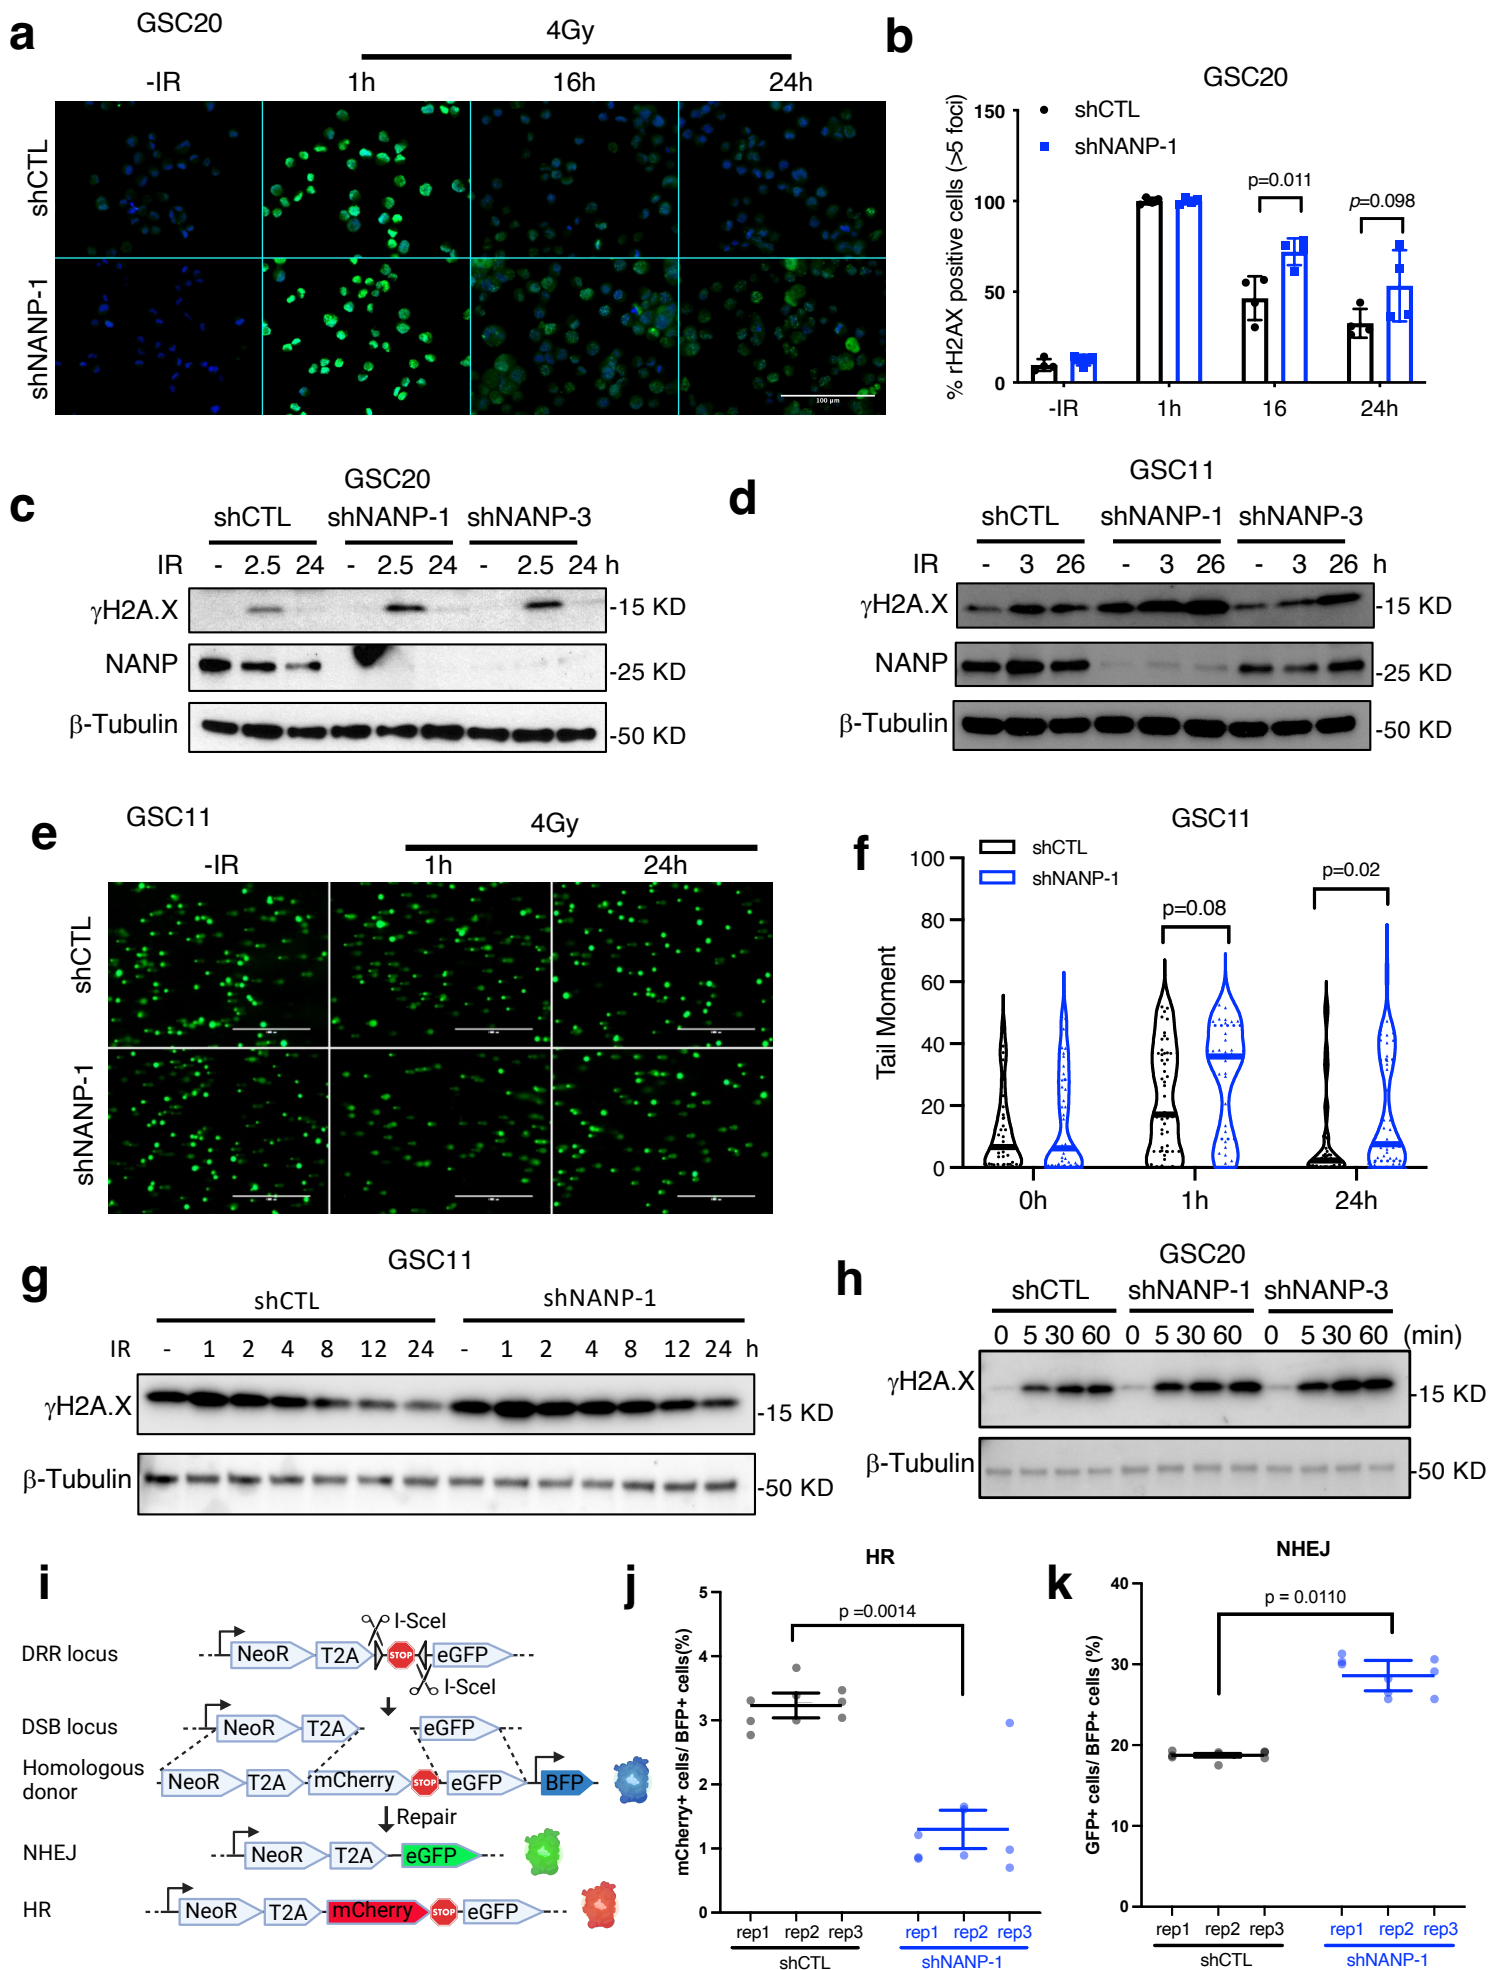 a
GSC20
4Gy
-IR
1h
16h
24h
shCTL
shNANP-1
100 µm
b
GSC20
% rH2AX positive cells (>5 foci)
150
100
50
0
shCTL
shNANP-1
p=0.011
p=0.098
-IR
1h
16
24h
c
GSC20
shCTL shNANP-1 shNANP-3
IR - 2.5 24 - 2.5 24 - 2.5 24 h
γH2A.X
-15 KD
NANP
-25 KD
β-Tubulin
-50 KD
d
GSC11
shCTL shNANP-1 shNANP-3
IR - 3 26 - 3 26 - 3 26 h
γH2A.X
-15 KD
NANP
-25 KD
β-Tubulin
-50 KD
e
GSC11
4Gy
-IR
1h
24h
shCTL
shNANP-1
f
GSC11
Tail Moment
100
80
60
40
20
0
shCTL
shNANP-1
p=0.08
p=0.02
0h
1h
24h
g
GSC11
shCTL
shNANP-1
IR - 1 2 4 8 12 24 - 1 2 4 8 12 24 h
γH2A.X
-15 KD
β-Tubulin
-50 KD
h
GSC20
shCTL shNANP-1 shNANP-3
0 5 30 60 0 5 30 60 0 5 30 60 (min)
γH2A.X
-15 KD
β-Tubulin
-50 KD
i
I-SceI
DRR locus NeoR T2A STOP eGFP
I-SceI
DSB locus NeoR T2A eGFP
Homologous donor NeoR T2A mCherry STOP eGFP BFP
Repair
NHEJ NeoR T2A eGFP
HR NeoR T2A mCherry STOP eGFP
j
HR
mCherry+ cells/ BFP+ cells(%)
5
4
3
2
1
0
p =0.0014
rep1 rep2 rep3 rep1 rep2 rep3
shCTL
shNANP-1
k
NHEJ
GFP+ cells/ BFP+ cells (%)
40
30
20
10
0
p = 0.0110
rep1 rep2 rep3 rep1 rep2 rep3
shCTL
shNANP-1